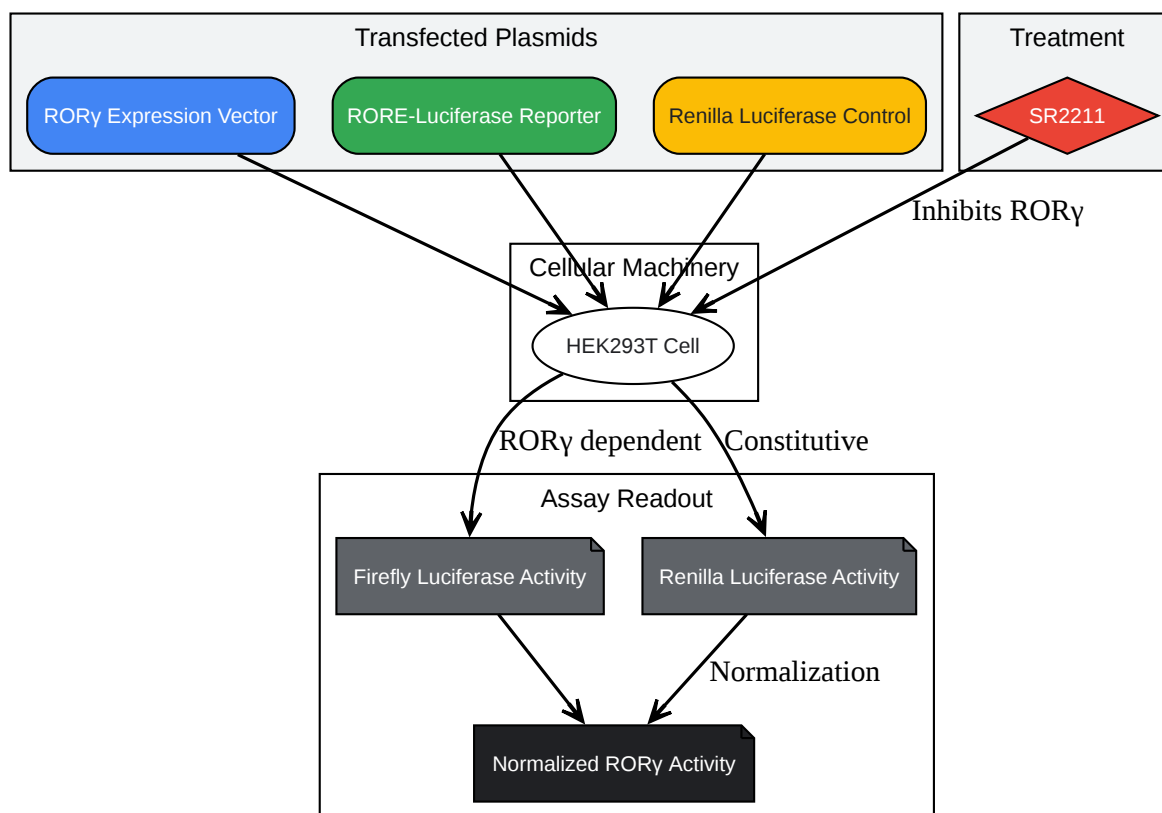 Transfected Plasmids
Treatment
RORγ Expression Vector
RORE-Luciferase Reporter
Renilla Luciferase Control
SR2211
Inhibits RORγ
Cellular Machinery
HEK293T Cell
RORγ dependent
Constitutive
Assay Readout
Firefly Luciferase Activity
Renilla Luciferase Activity
Normalization
Normalized RORγ Activity